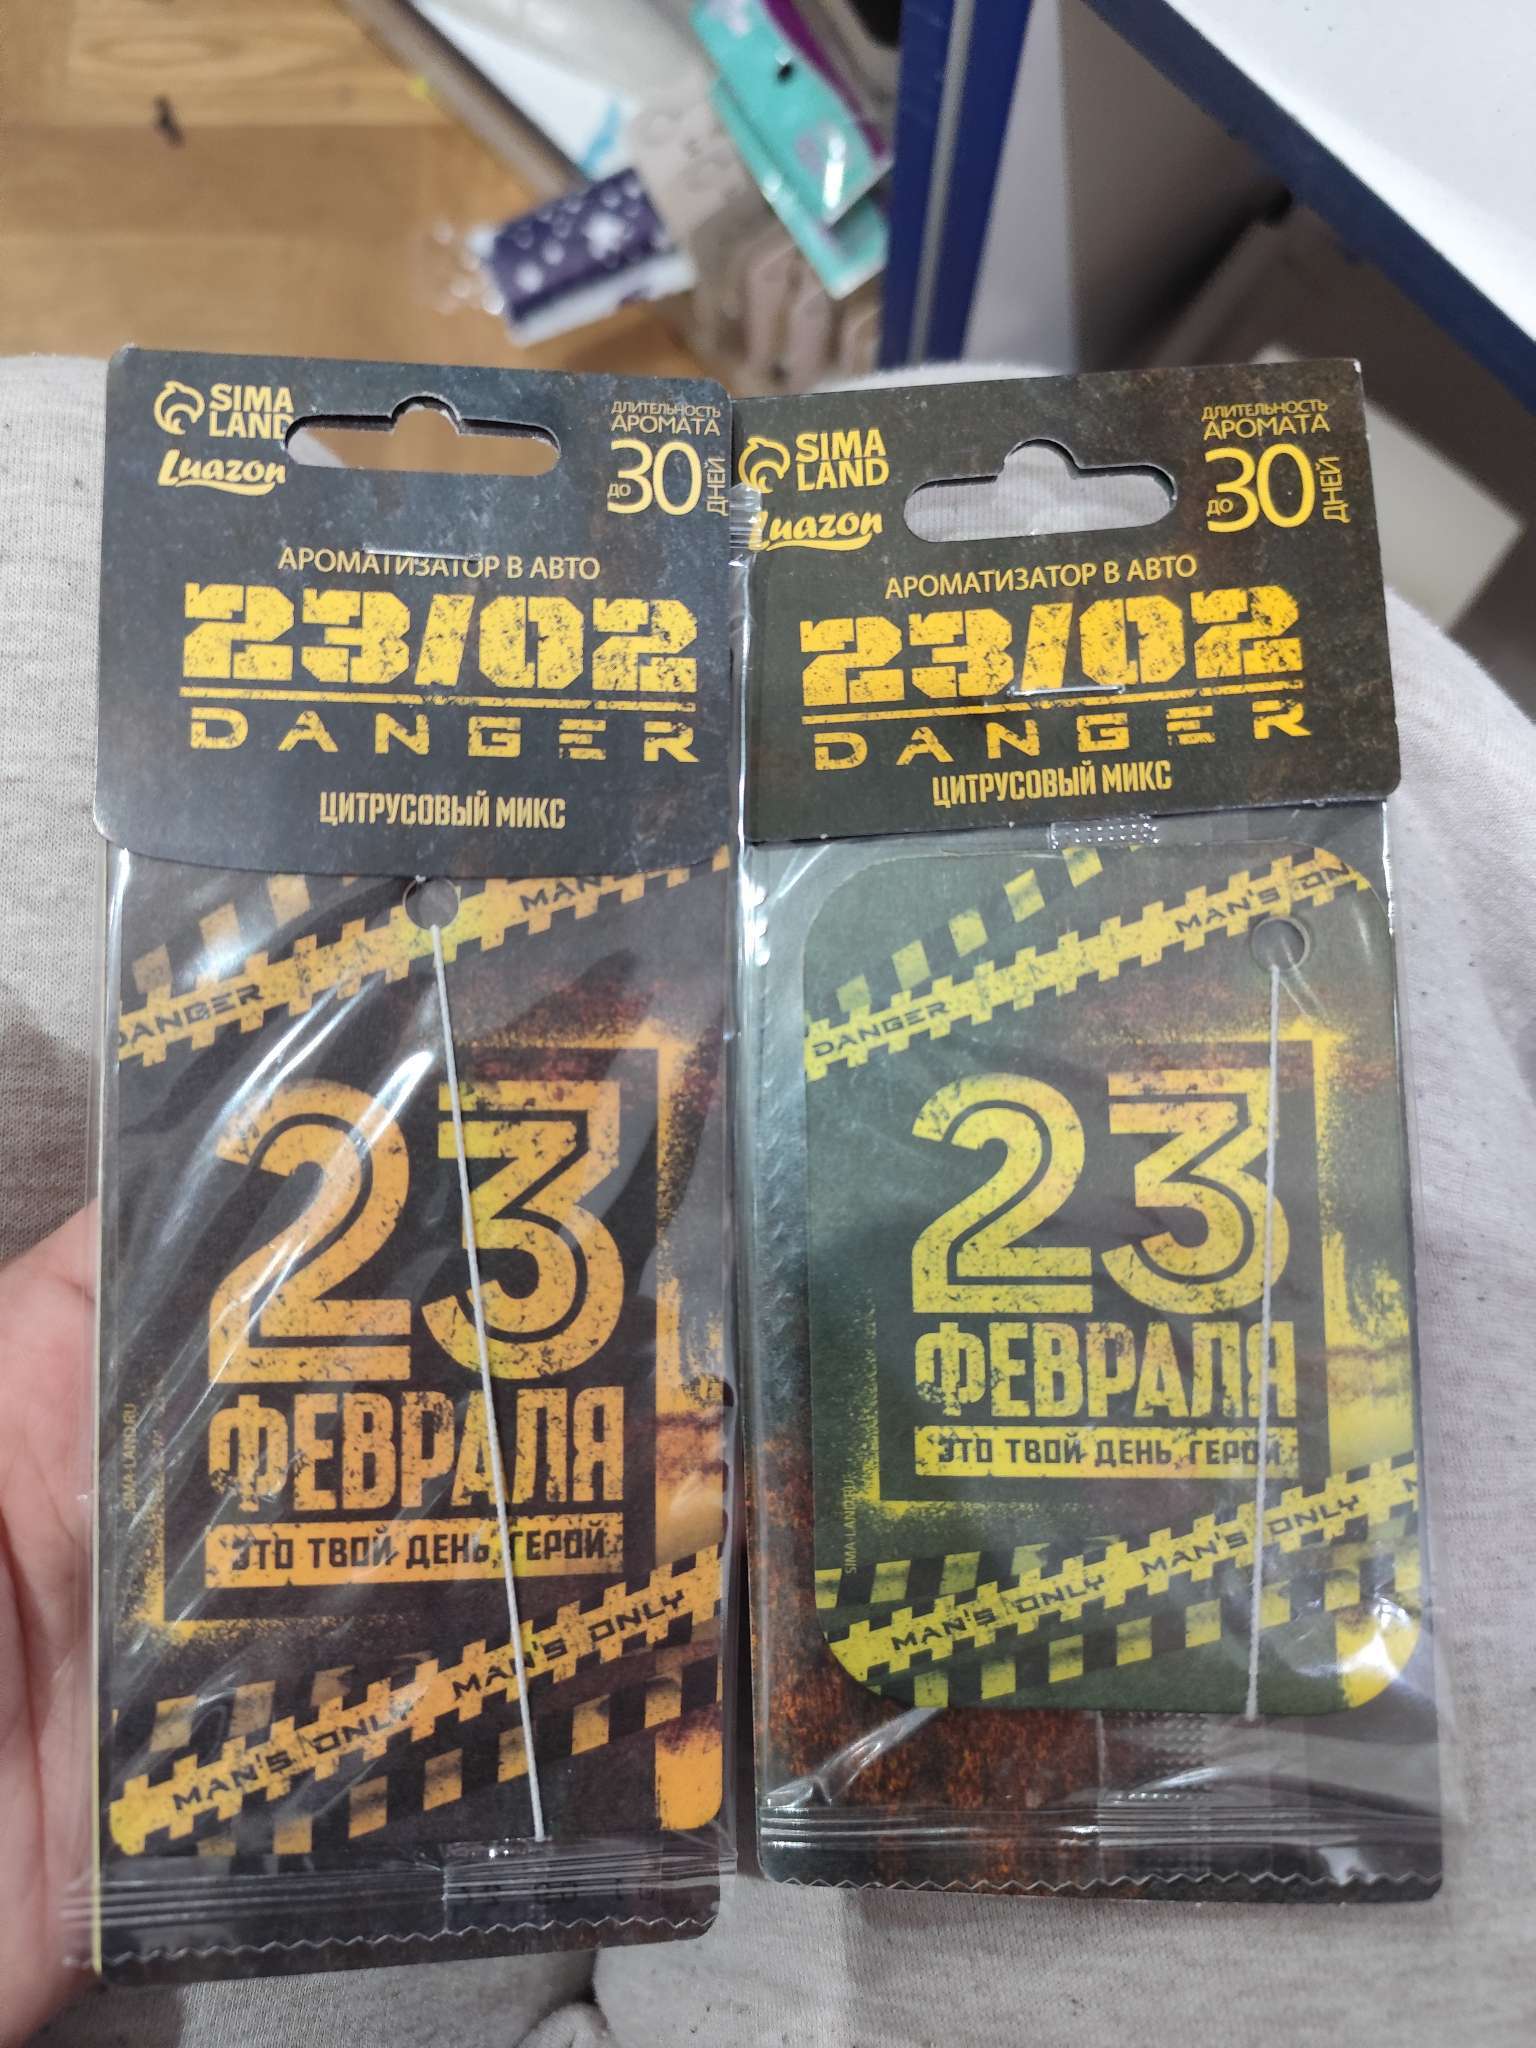 SIMA
LAND
Luazon
ДЛИТЕЛЬНОСТЬ
АРОМАТА
до 30 ДНЕЙ
АРОМАТИЗАТОР В АВТО
23/02
DANGER
ЦИТРУСОВЫЙ МИКС
MAN'S
DANGER
23
ФЕВРАЛЯ
ЭТО ТВОЙ ДЕНЬ, ГЕРОЙ
SIMA-LAND.RU
MAN'S ONLY MAN'S ONLY
SIMA
LAND
Luazon
ДЛИТЕЛЬНОСТЬ
АРОМАТА
до 30 ДНЕЙ
АРОМАТИЗАТОР В АВТО
23/02
DANGER
ЦИТРУСОВЫЙ МИКС
MAN'S ON
DANGER
23
ФЕВРАЛЯ
ЭТО ТВОЙ ДЕНЬ, ГЕРОЙ
SIMA-LAND.RU
MAN'S ONLY MAN'S ONLY